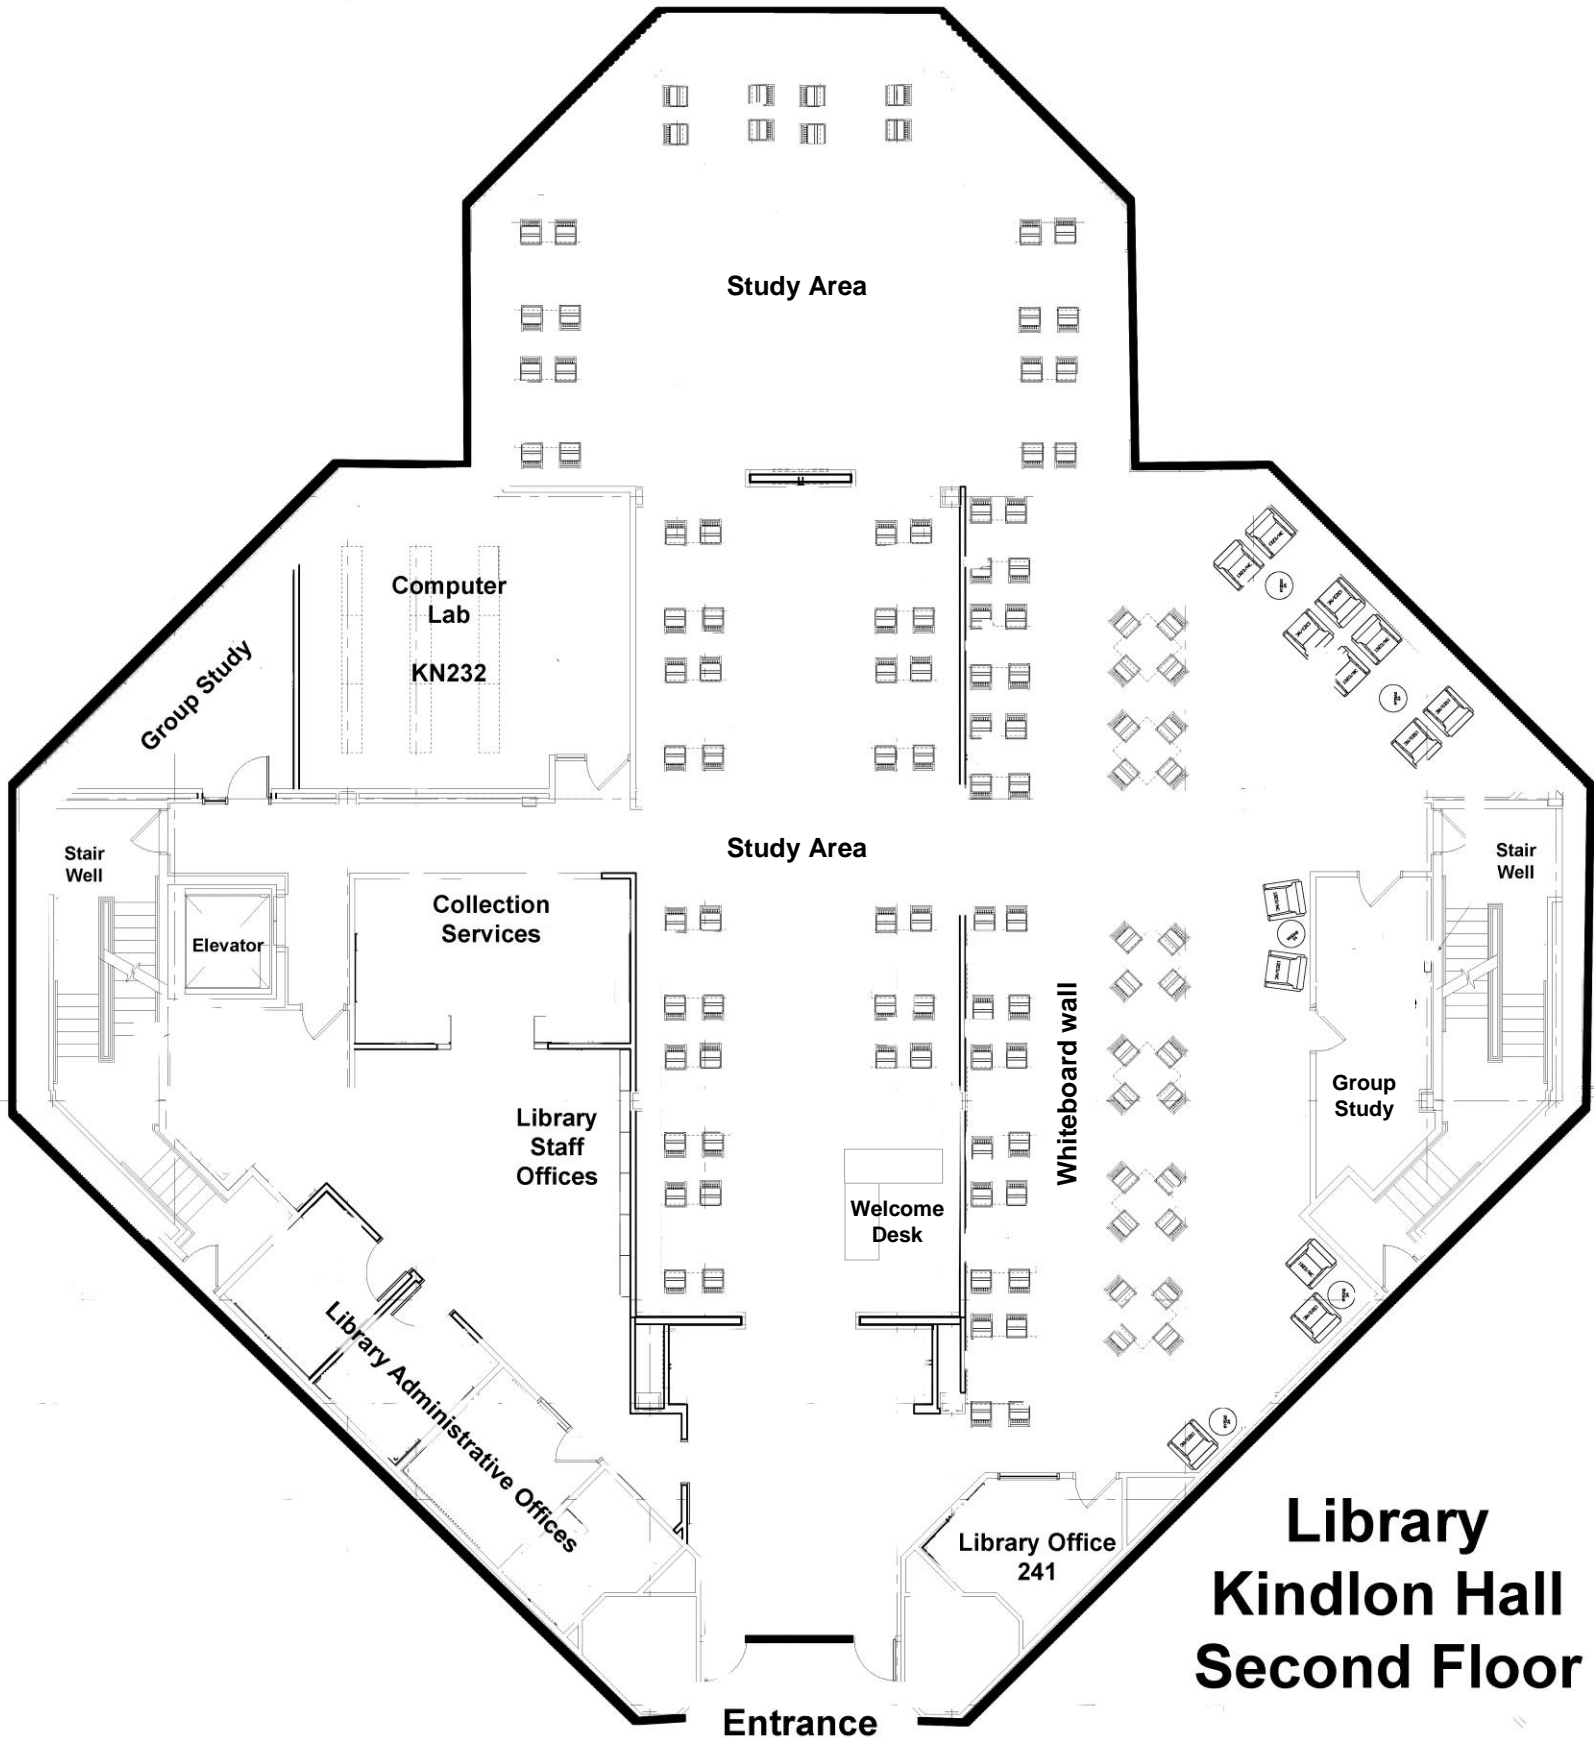 Study Area
Computer
Lab
KN232
Group Study
Study Area
Stair
Well
Stair
Well
Collection
Services
Elevator
Whiteboard wall
Group
Study
Library
Staff
Offices
Welcome
Desk
Library Administrative Offices
Library Office
241
Library
Kindlon Hall
Second Floor
Entrance